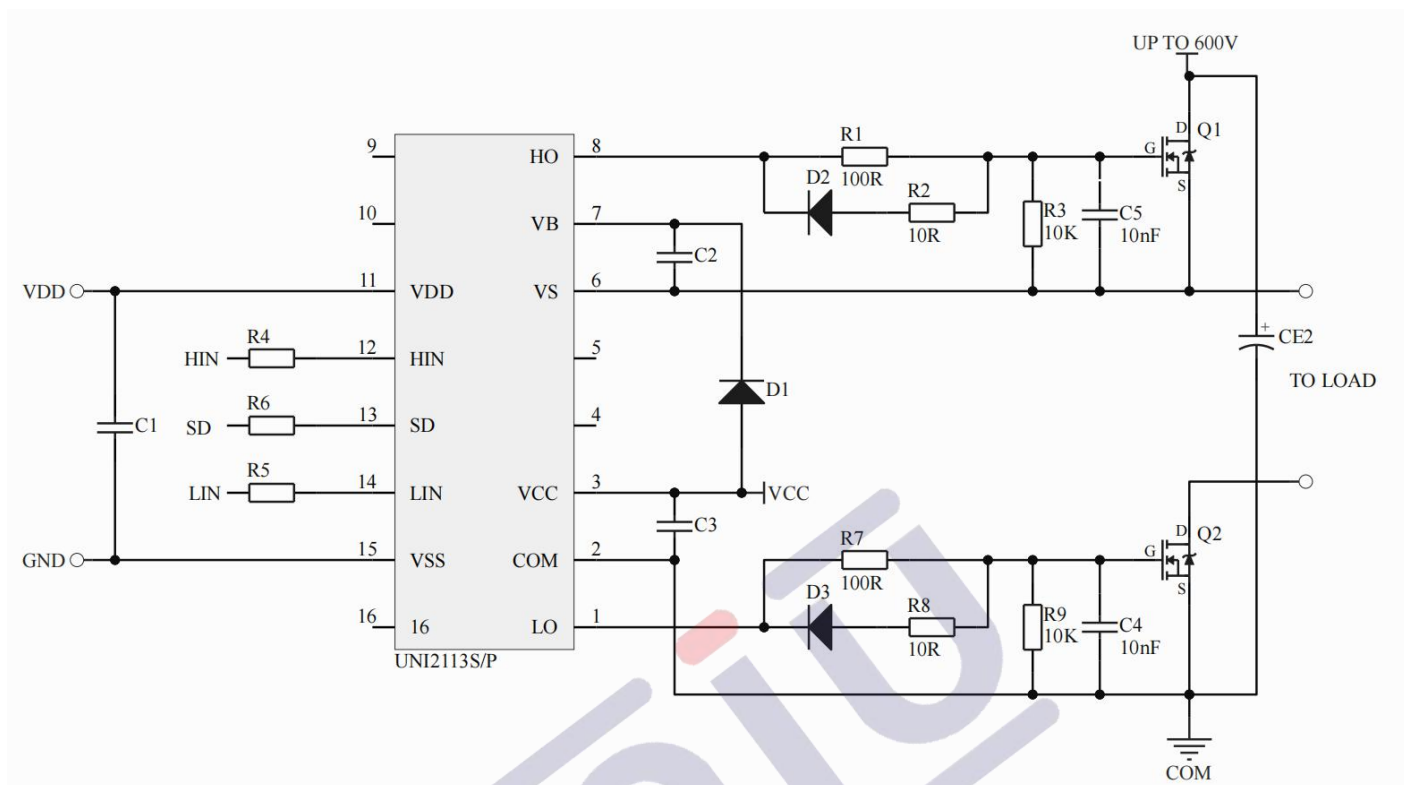 UP TO 600V
9
HO
8
R1
100R
D2
R2
10R
G
D
Q1
S
R3
10K
C5
10nF
10
VB
7
C2
VDD
11
VDD
VS
6
HIN
R4
12
HIN
5
D1
+
CE2
TO LOAD
SD
R6
13
SD
4
C1
LIN
R5
14
LIN
VCC
3
VCC
C3
GND
15
VSS
COM
2
R7
100R
G
D
Q2
S
16
16
LO
1
D3
R8
10R
R9
10K
C4
10nF
UNI2113S/P
COM